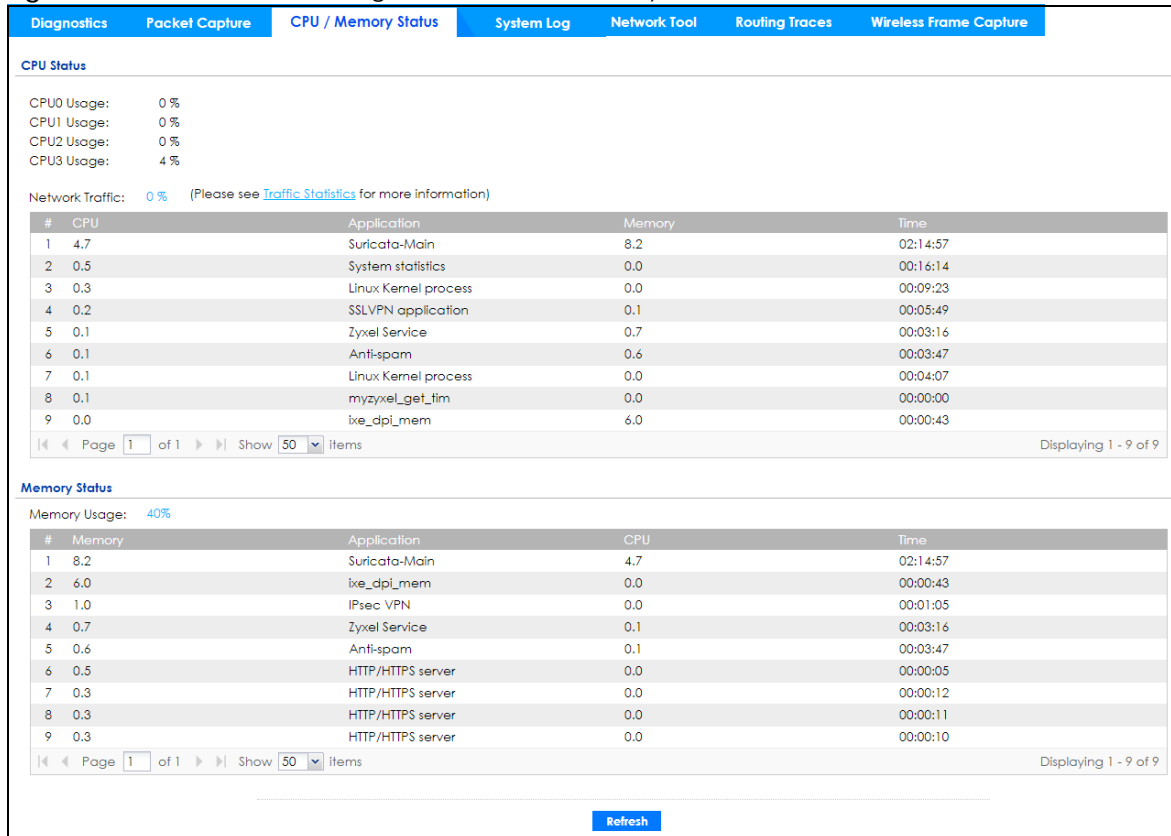 Diagnostics Packet Capture CPU / Memory Status System Log Network Tool Routing Traces Wireless Frame Capture
CPU Status
CPU0 Usage: 0 %
CPU1 Usage: 0 %
CPU2 Usage: 0 %
CPU3 Usage: 4 %
Network Traffic: 0 % (Please see Traffic Statistics for more information)
# CPU Application Memory Time
1 4.7 Suricata-Main 8.2 02:14:57
2 0.5 System statistics 0.0 00:16:14
3 0.3 Linux Kernel process 0.0 00:09:23
4 0.2 SSLVPN application 0.1 00:05:49
5 0.1 Zyxel Service 0.7 00:03:16
6 0.1 Anti-spam 0.6 00:03:47
7 0.1 Linux Kernel process 0.0 00:04:07
8 0.1 myzyxel_get_tim 0.0 00:00:00
9 0.0 ixe_dpi_mem 6.0 00:00:43
Page 1 of 1 Show 50 items Displaying 1 - 9 of 9
Memory Status
Memory Usage: 40%
# Memory Application CPU Time
1 8.2 Suricata-Main 4.7 02:14:57
2 6.0 ixe_dpi_mem 0.0 00:00:43
3 1.0 IPsec VPN 0.0 00:01:05
4 0.7 Zyxel Service 0.1 00:03:16
5 0.6 Anti-spam 0.1 00:03:47
6 0.5 HTTP/HTTPS server 0.0 00:00:05
7 0.3 HTTP/HTTPS server 0.0 00:00:12
8 0.3 HTTP/HTTPS server 0.0 00:00:11
9 0.3 HTTP/HTTPS server 0.0 00:00:10
Page 1 of 1 Show 50 items Displaying 1 - 9 of 9
Refresh